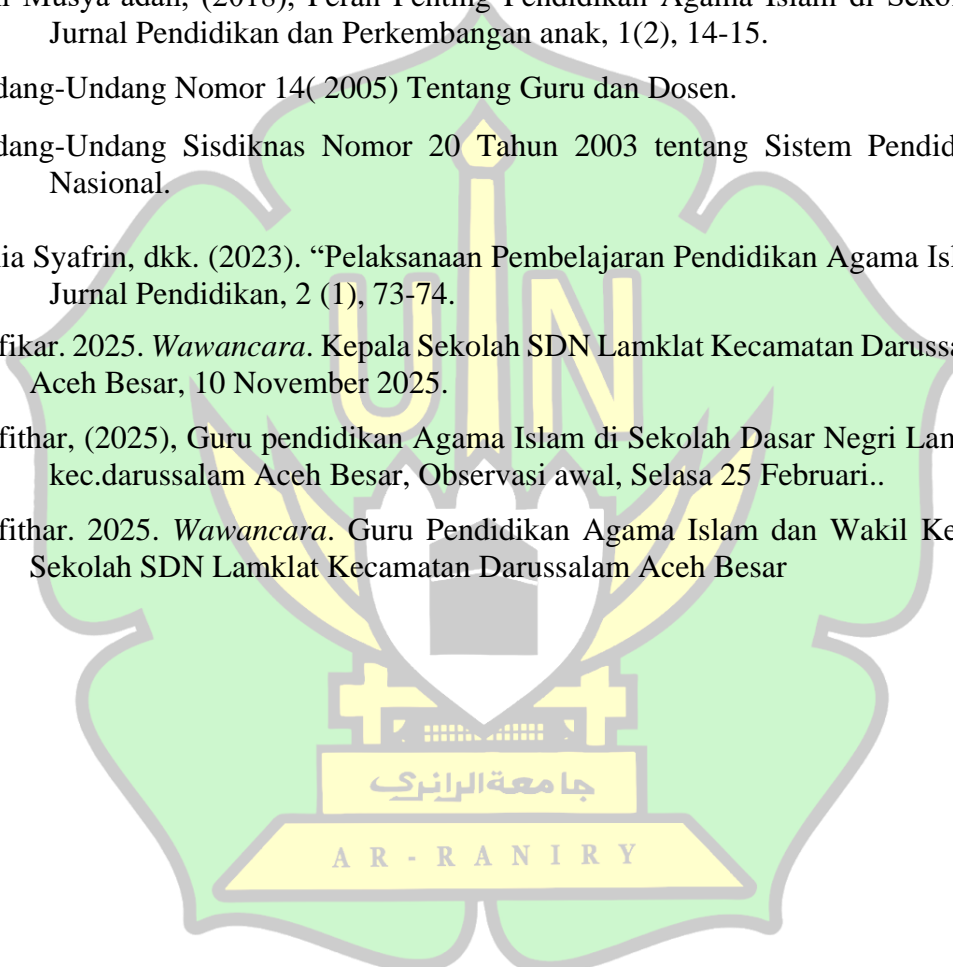 Musya'adah, (2018), Peran Penting Pendidikan Agama Islam di
Jurnal Pendidikan dan Perkembangan anak, 1(2), 14-15.
dang-Undang Nomor 14( 2005) Tentang Guru dan Dosen.
dang-Undang Sisdiknas Nomor 20 Tahun 2003 tentang Sistem Pendid
Nasional.
ia Syafrin, dkk. (2023). “Pelaksanaan Pembelajaran Pendidikan Agama Isl
Jurnal Pendidikan, 2 (1), 73-74.
fikar. 2025. Wawancara. Kepala Sekolah SDN Lamklat Kecamatan Darussa
Aceh Besar, 10 November 2025.
fithar, (2025), Guru pendidikan Agama Islam di Sekolah Dasar Negri Lam
kec.darussalam Aceh Besar, Observasi awal, Selasa 25 Februari..
fithar. 2025. Wawancara. Guru Pendidikan Agama Islam dan Wakil Ke
Sekolah SDN Lamklat Kecamatan Darussalam Aceh Besar
UIN
جامعة الرانري
AR-RANIRY